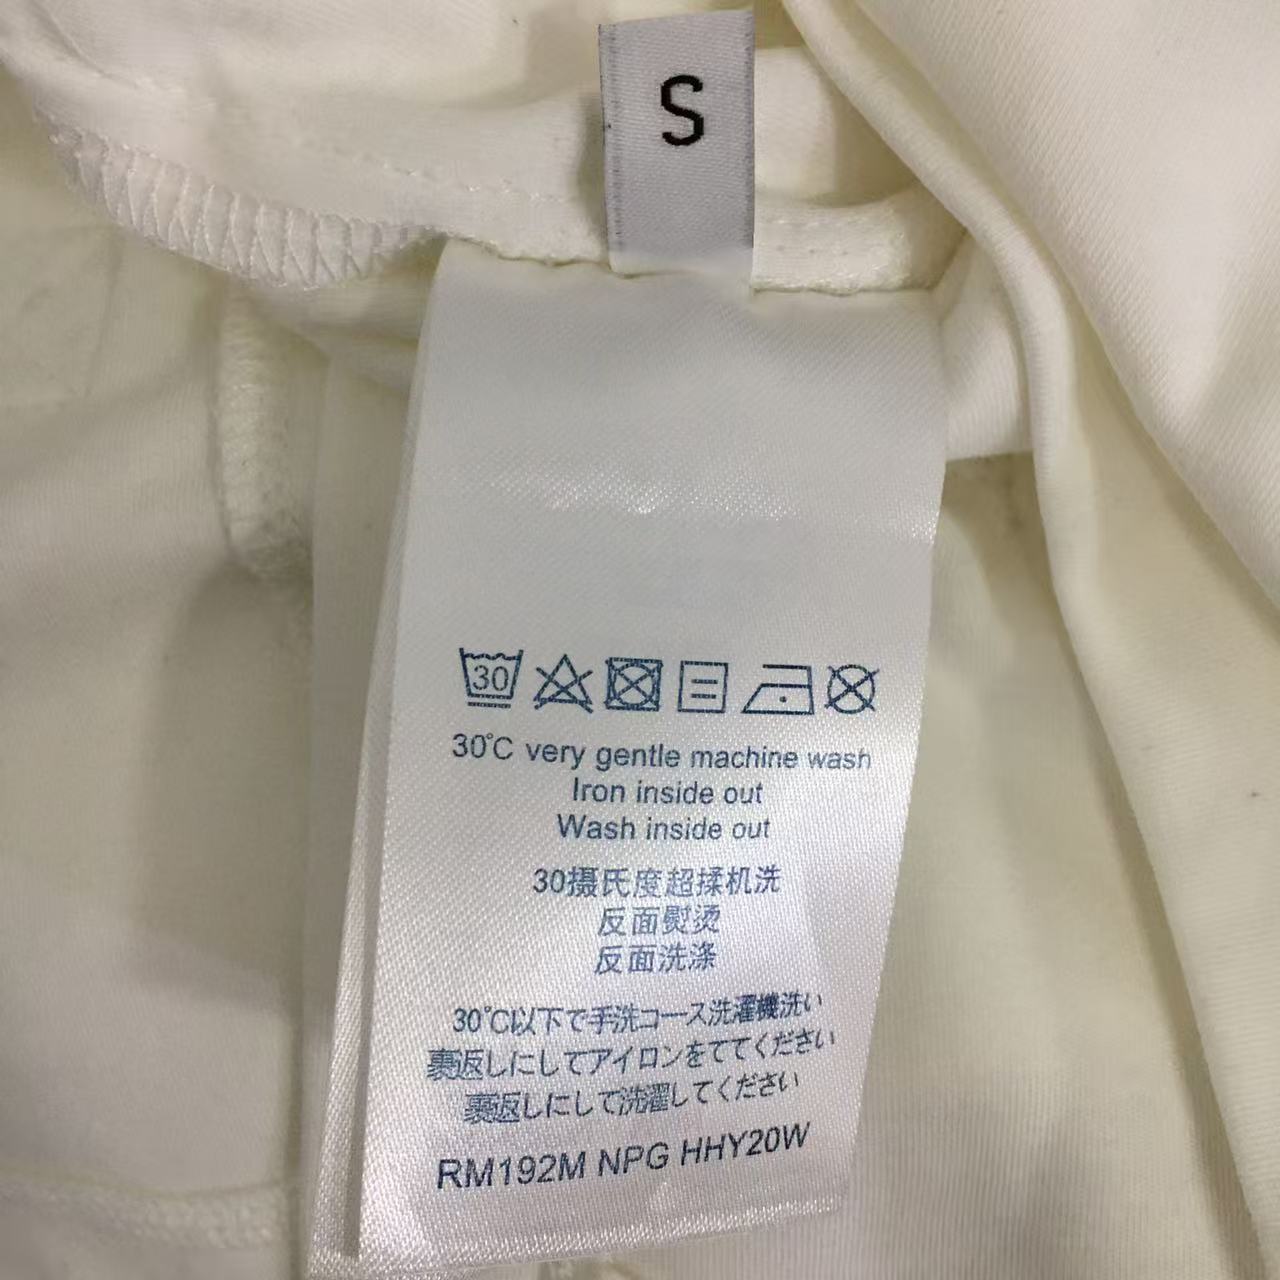 S
30
30°C very gentle machine wash
Iron inside out
Wash inside out
30摄氏度超揉机洗
反面熨烫
反面洗涤
30°C以下で手洗コース洗濯機洗い
裏返しにしてアイロンをててください
裏返しにして洗濯してください
RM192M NPG HHY20W